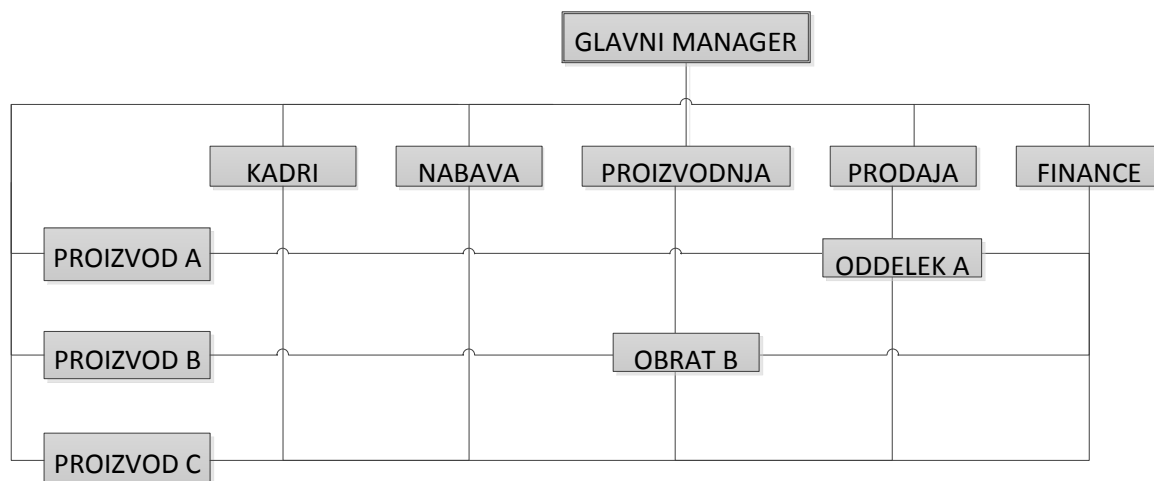 GLAVNI MANAGER
KADRI
NABAVA
PROIZVODNJA
PRODAJA
FINANCE
PROIZVOD A
ODDELEK A
PROIZVOD B
OBRAT B
PROIZVOD C